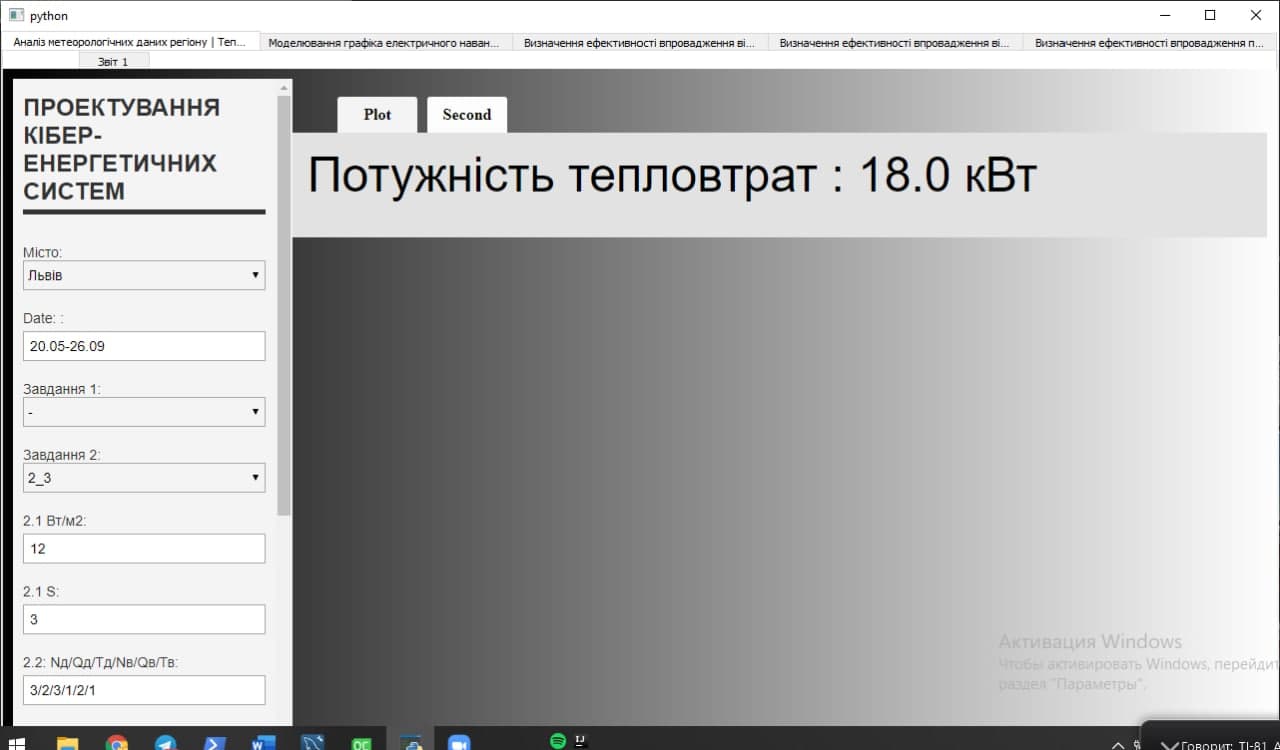 python
Аналіз метеорологічних даних регіону | Теп...
Моделювання графіка електричного наван...
Визначення ефективності впровадження ві...
Визначення ефективності впровадження ві...
Визначення ефективності впровадження п...
Звіт 1
ПРОЕКТУВАННЯ
КІБЕР-
ЕНЕРГЕТИЧНИХ
СИСТЕМ
Місто:
Львів
Date: :
20.05-26.09
Завдання 1:
-
Завдання 2:
2_3
2.1 Вт/м2:
12
2.1 S:
3
2.2: Nд/Qд/Tд/Nв/Qв/Tв:
3/2/3/1/2/1
Plot
Second
Потужність тепловтрат : 18.0 кВт
Активация Windows
Чтобы активировать Windows, перейдит
раздел "Параметры".
Говорит: TI-81